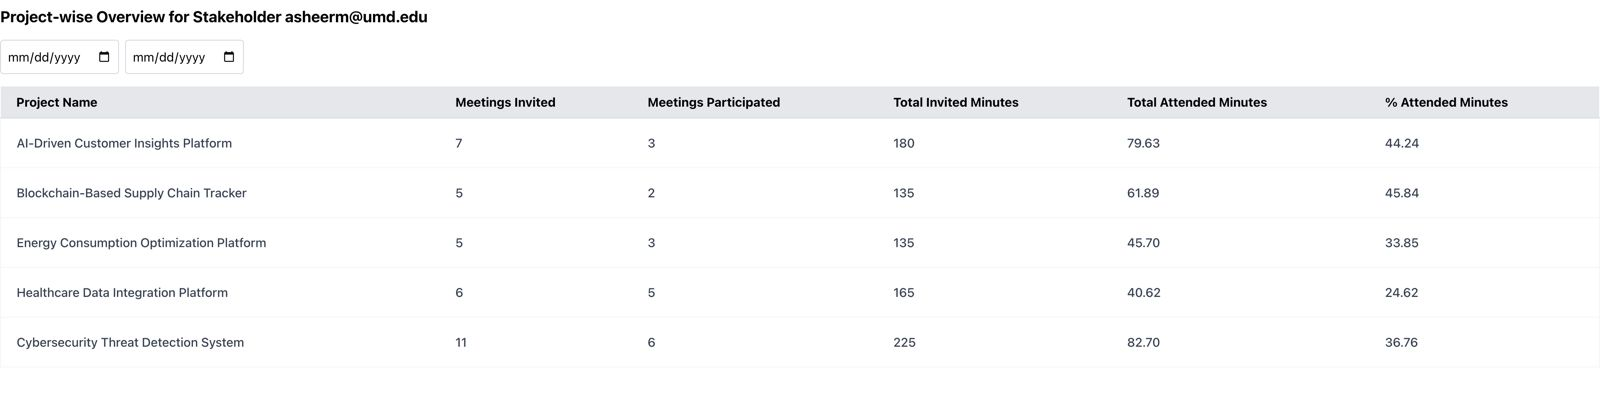 Project-wise Overview for Stakeholder asheerm@umd.edu
mm/dd/yyyy mm/dd/yyyy
Project Name Meetings Invited Meetings Participated Total Invited Minutes Total Attended Minutes % Attended Minutes
AI-Driven Customer Insights Platform 7 3 180 79.63 44.24
Blockchain-Based Supply Chain Tracker 5 2 135 61.89 45.84
Energy Consumption Optimization Platform 5 3 135 45.70 33.85
Healthcare Data Integration Platform 6 5 165 40.62 24.62
Cybersecurity Threat Detection System 11 6 225 82.70 36.76